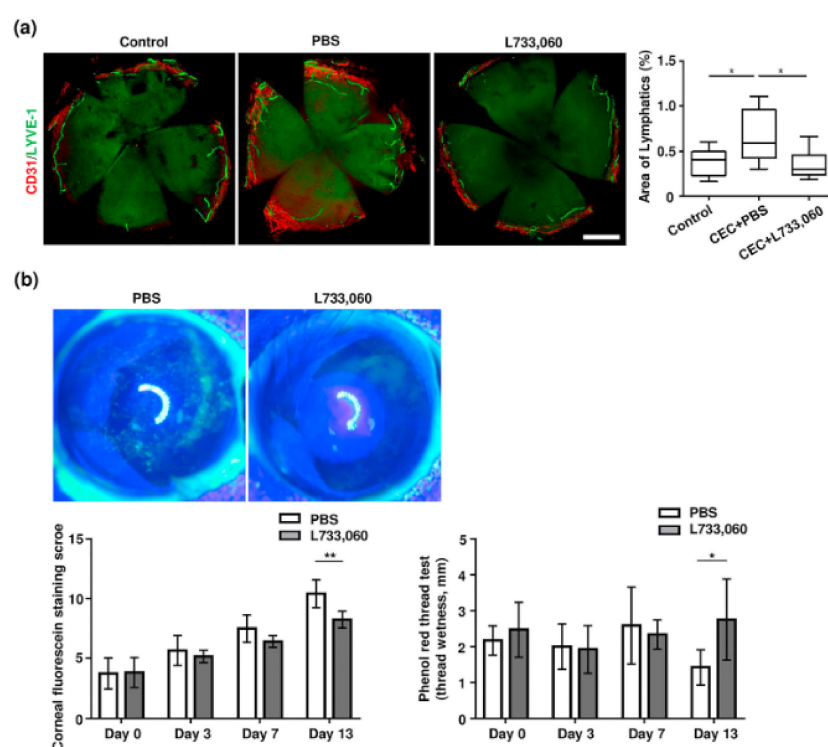 (a)
Control
PBS
L733,060
CD31/LYVE-1
Area of Lymphatics (%)
1.5
1.0
0.5
0.0
*
*
Control
CEC+PBS
CEC+L733,060
(b)
PBS
L733,060
Corneal fluorescein staining scroe
15
10
5
0
PBS
L733,060
**
Day 0
Day 3
Day 7
Day 13
Phenol red thread test
(thread wetness, mm)
5
4
3
2
1
0
PBS
L733,060
*
Day 0
Day 3
Day 7
Day 13